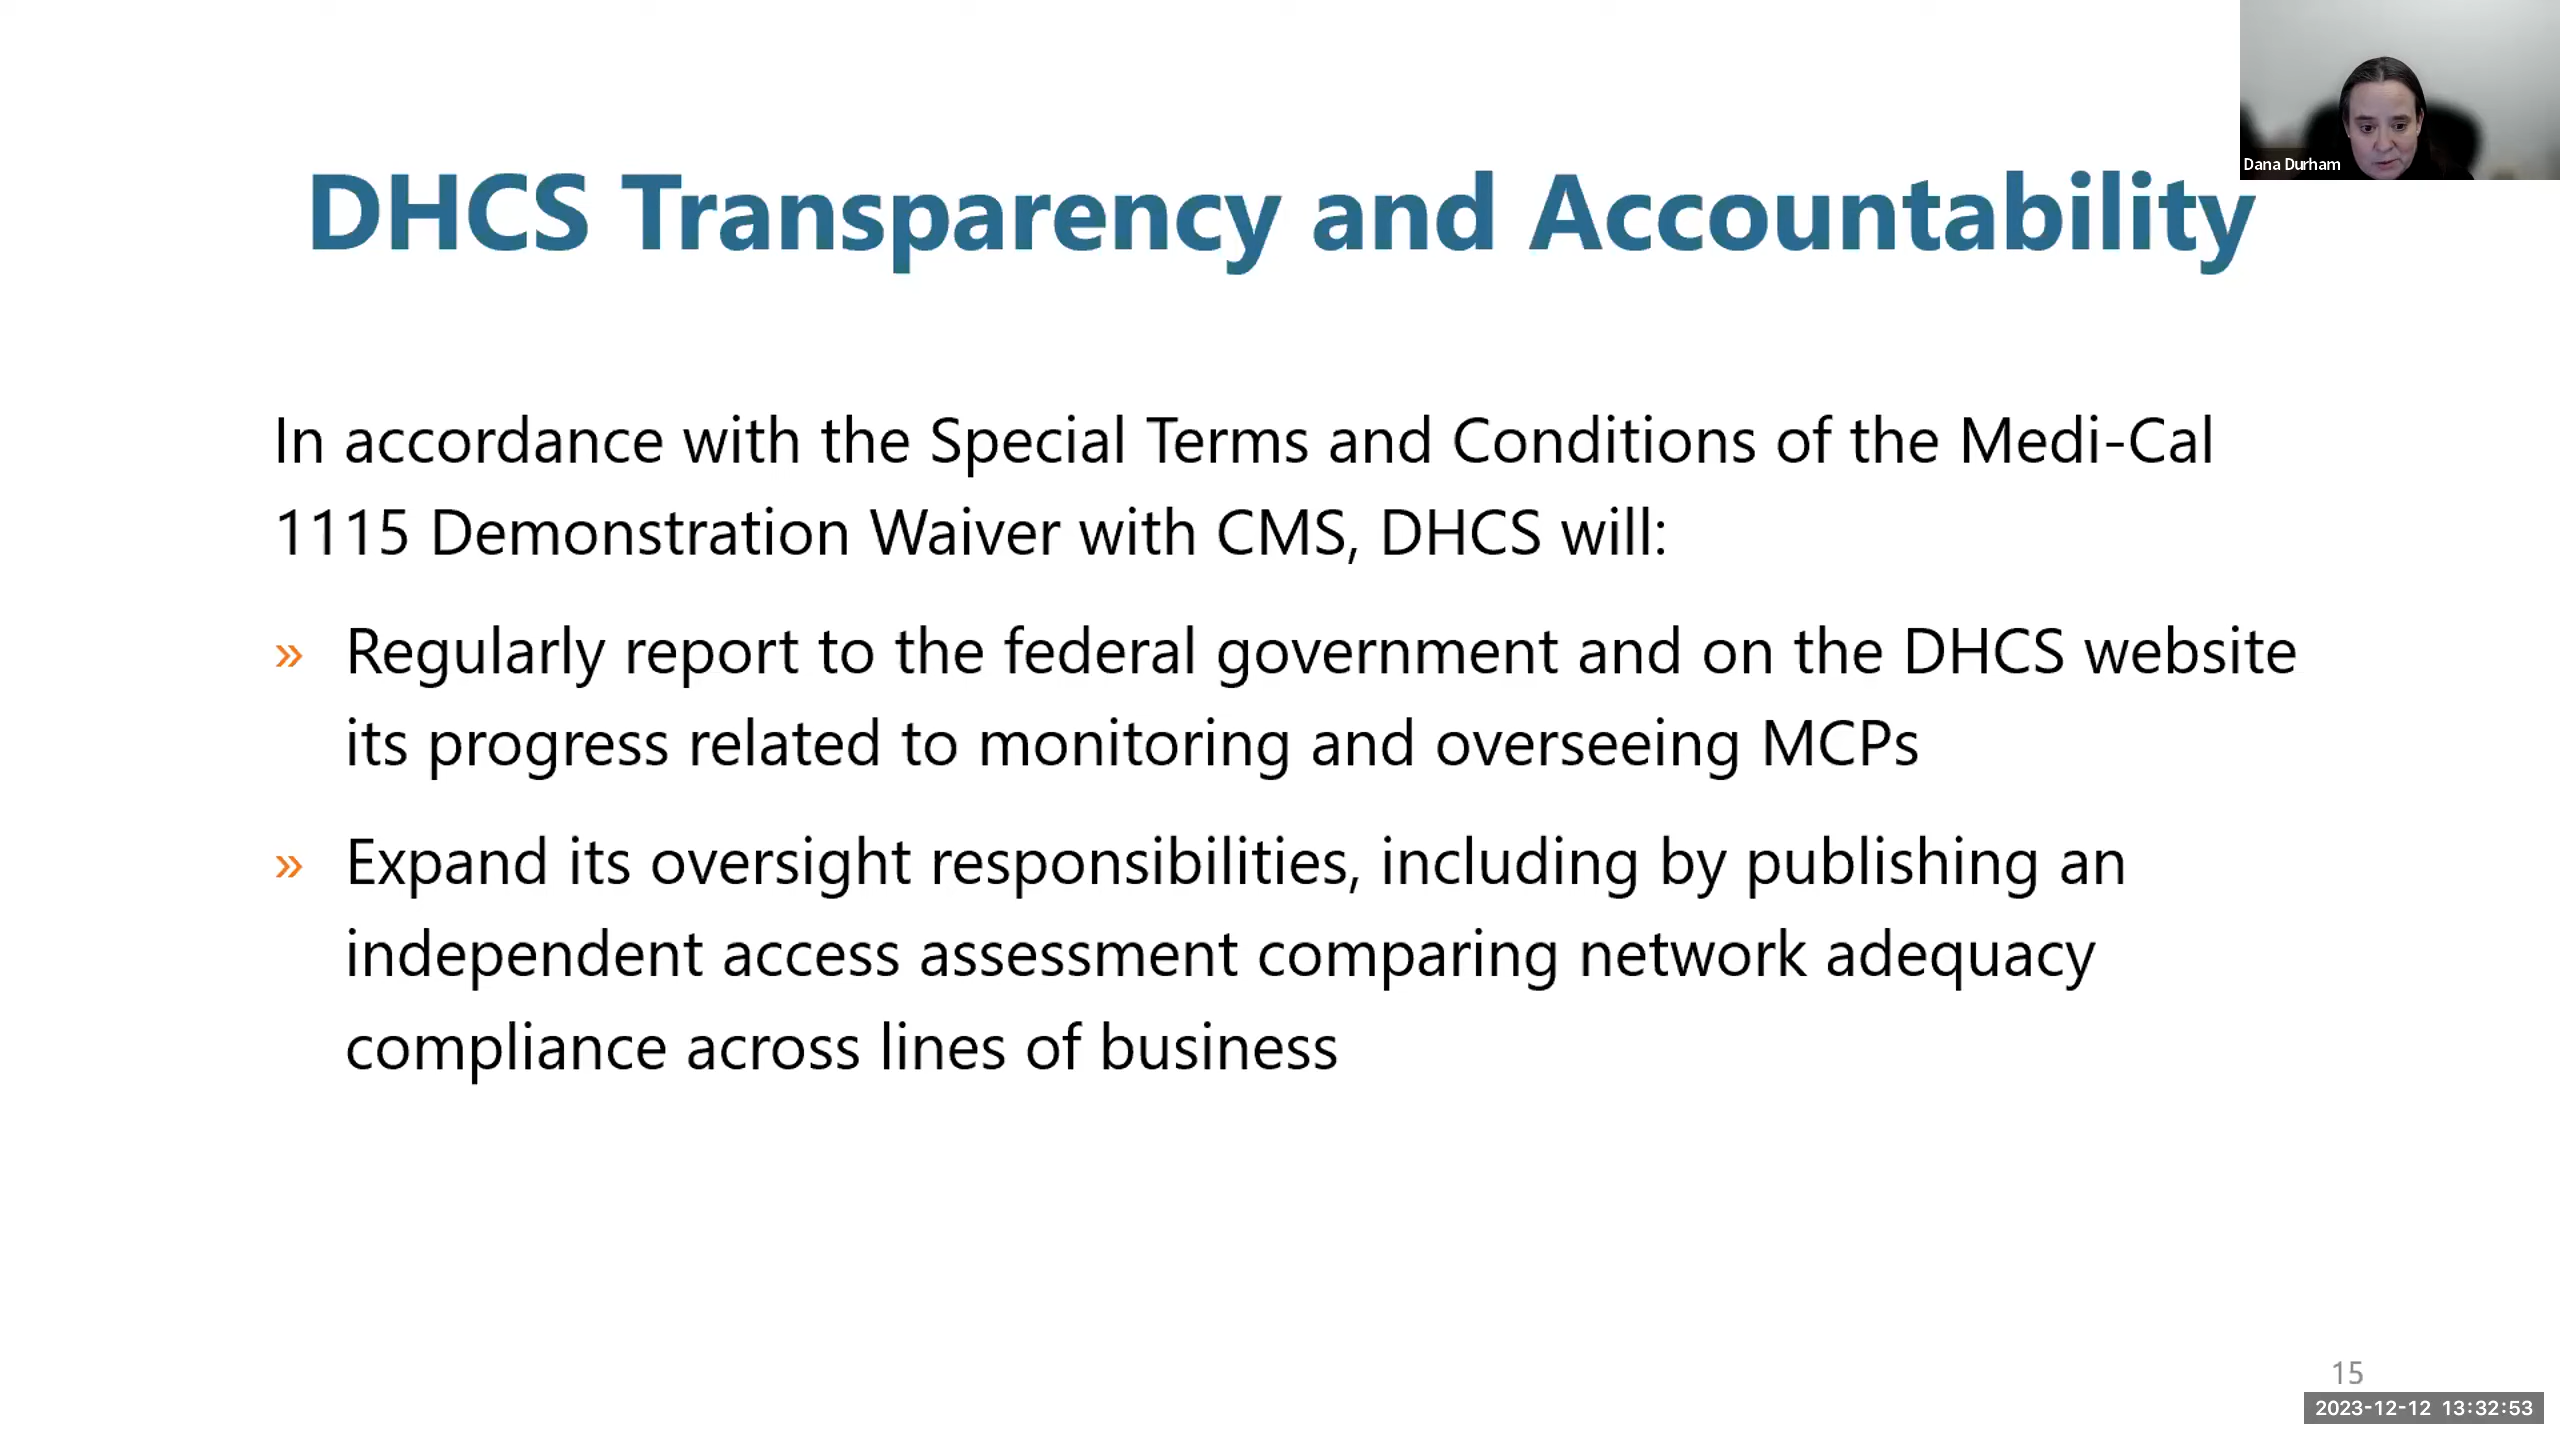 Dana Durham
DHCS Transparency and Accountability
In accordance with the Special Terms and Conditions of the Medi-Cal
1115 Demonstration Waiver with CMS, DHCS will:
» Regularly report to the federal government and on the DHCS website
its progress related to monitoring and overseeing MCPs
» Expand its oversight responsibilities, including by publishing an
independent access assessment comparing network adequacy
compliance across lines of business
15
2023-12-12 13:32:53